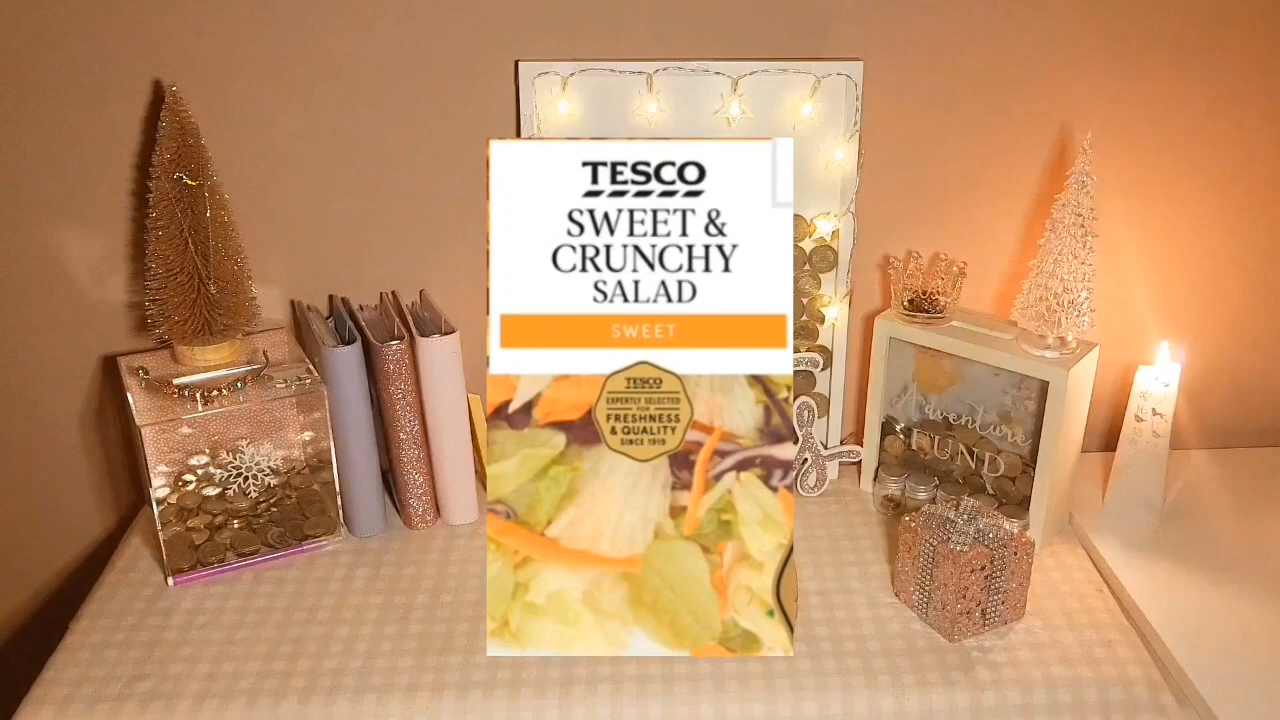 TESCO
SWEET &
CRUNCHY
SALAD
SWEET
TESCO
EXPERTLY SELECTED
FOR
FRESHNESS
& QUALITY
SINCE 1919
Adventure
FUND